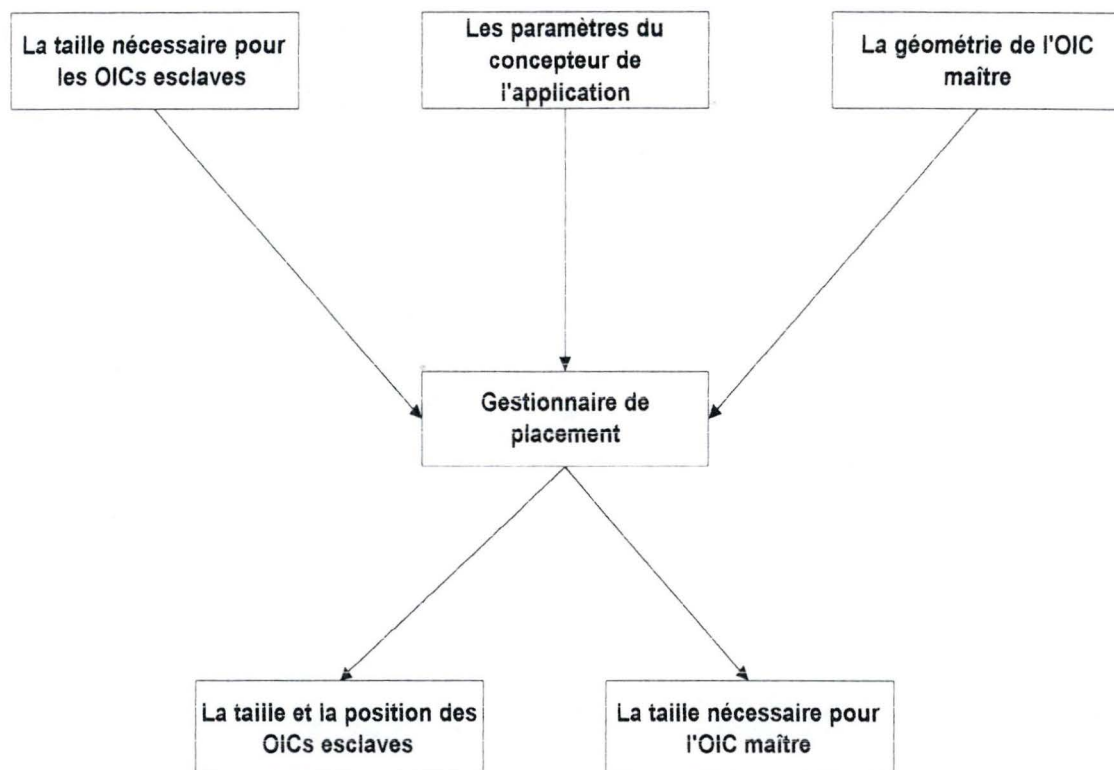 La taille nécessaire pour
les OICs esclaves
Les paramètres du
concepteur de
l'application
La géométrie de l'OIC
maître
Gestionnaire de
placement
La taille et la position des
OICs esclaves
La taille nécessaire pour
l'OIC maître